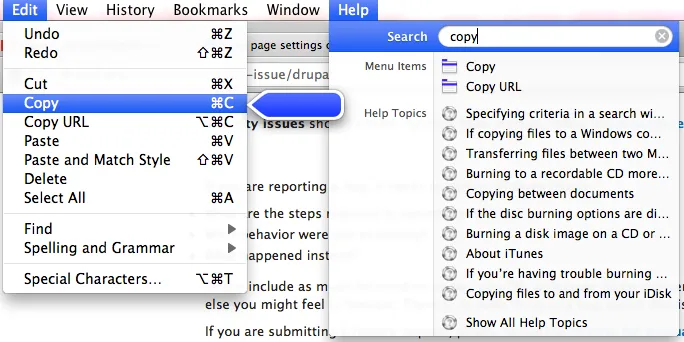 Edit View History Bookmarks Window Help
Undo ⌘Z
Redo ⇧⌘Z
Cut ⌘X
Copy ⌘C
Copy URL ⌥⌘C
Paste ⌘V
Paste and Match Style ⇧⌘V
Delete
Select All ⌘A
Find
Spelling and Grammar
Special Characters... ⌥⌘T
Search copy
Menu Items Copy
Copy URL
Help Topics Specifying criteria in a search wi...
If copying files to a Windows co...
Transferring files between two M...
Burning to a recordable CD more...
Copying between documents
If the disc burning options are di...
Burning a disk image on a CD or ...
About iTunes
If you're having trouble burning ...
Copying files to and from your iDisk
Show All Help Topics
page settings
-issue/drupa
issues sho
are reporting
are the steps
behavior were
happened inst
include as m
else you might feel
If you are submitting